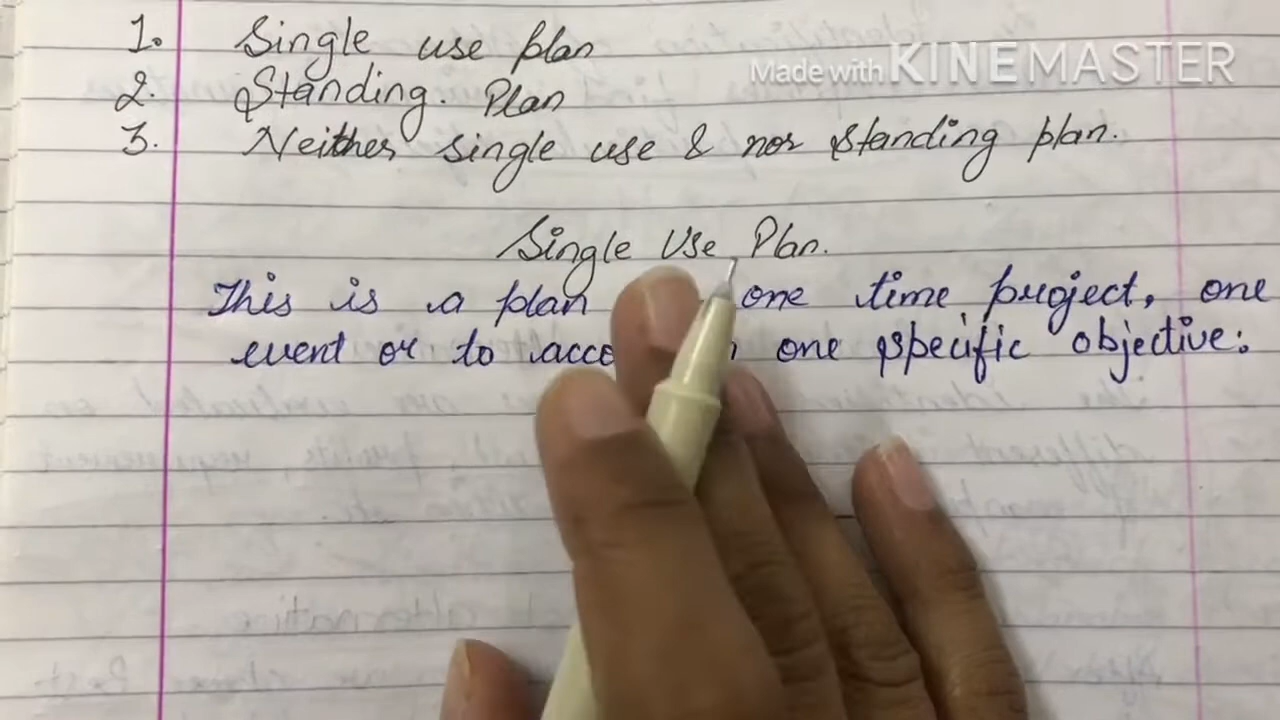 1. Single use plan
Made with KINEMASTER
2. Standing. Plan
3. Neither single use & nor standing plan.
Single Use Plan.
This is a plan one time project, one
event or to one specific objective.